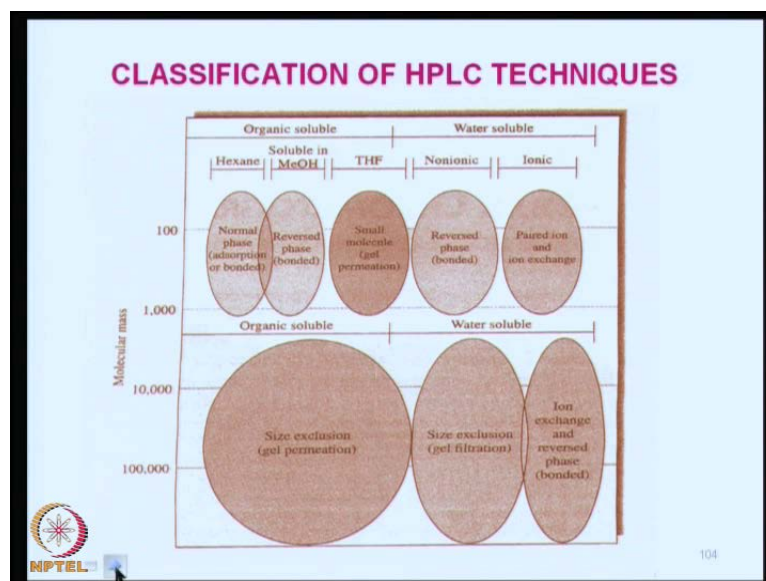 CLASSIFICATION OF HPLC TECHNIQUES
Organic soluble
Water soluble
Hexane
Soluble in
MeOH
THF
Nonionic
Ionic
Molecular mass
100
1,000
10,000
100,000
Normal
phase
(adsorption
or bonded)
Reversed
phase
(bonded)
Small
molecule
(gel
permeation)
Reversed
phase
(bonded)
Paired ion
and
ion exchange
Organic soluble
Water soluble
Size exclusion
(gel permeation)
Size exclusion
(gel filtration)
Ion
exchange
and
reversed
phase
(bonded)
NPTEL
104